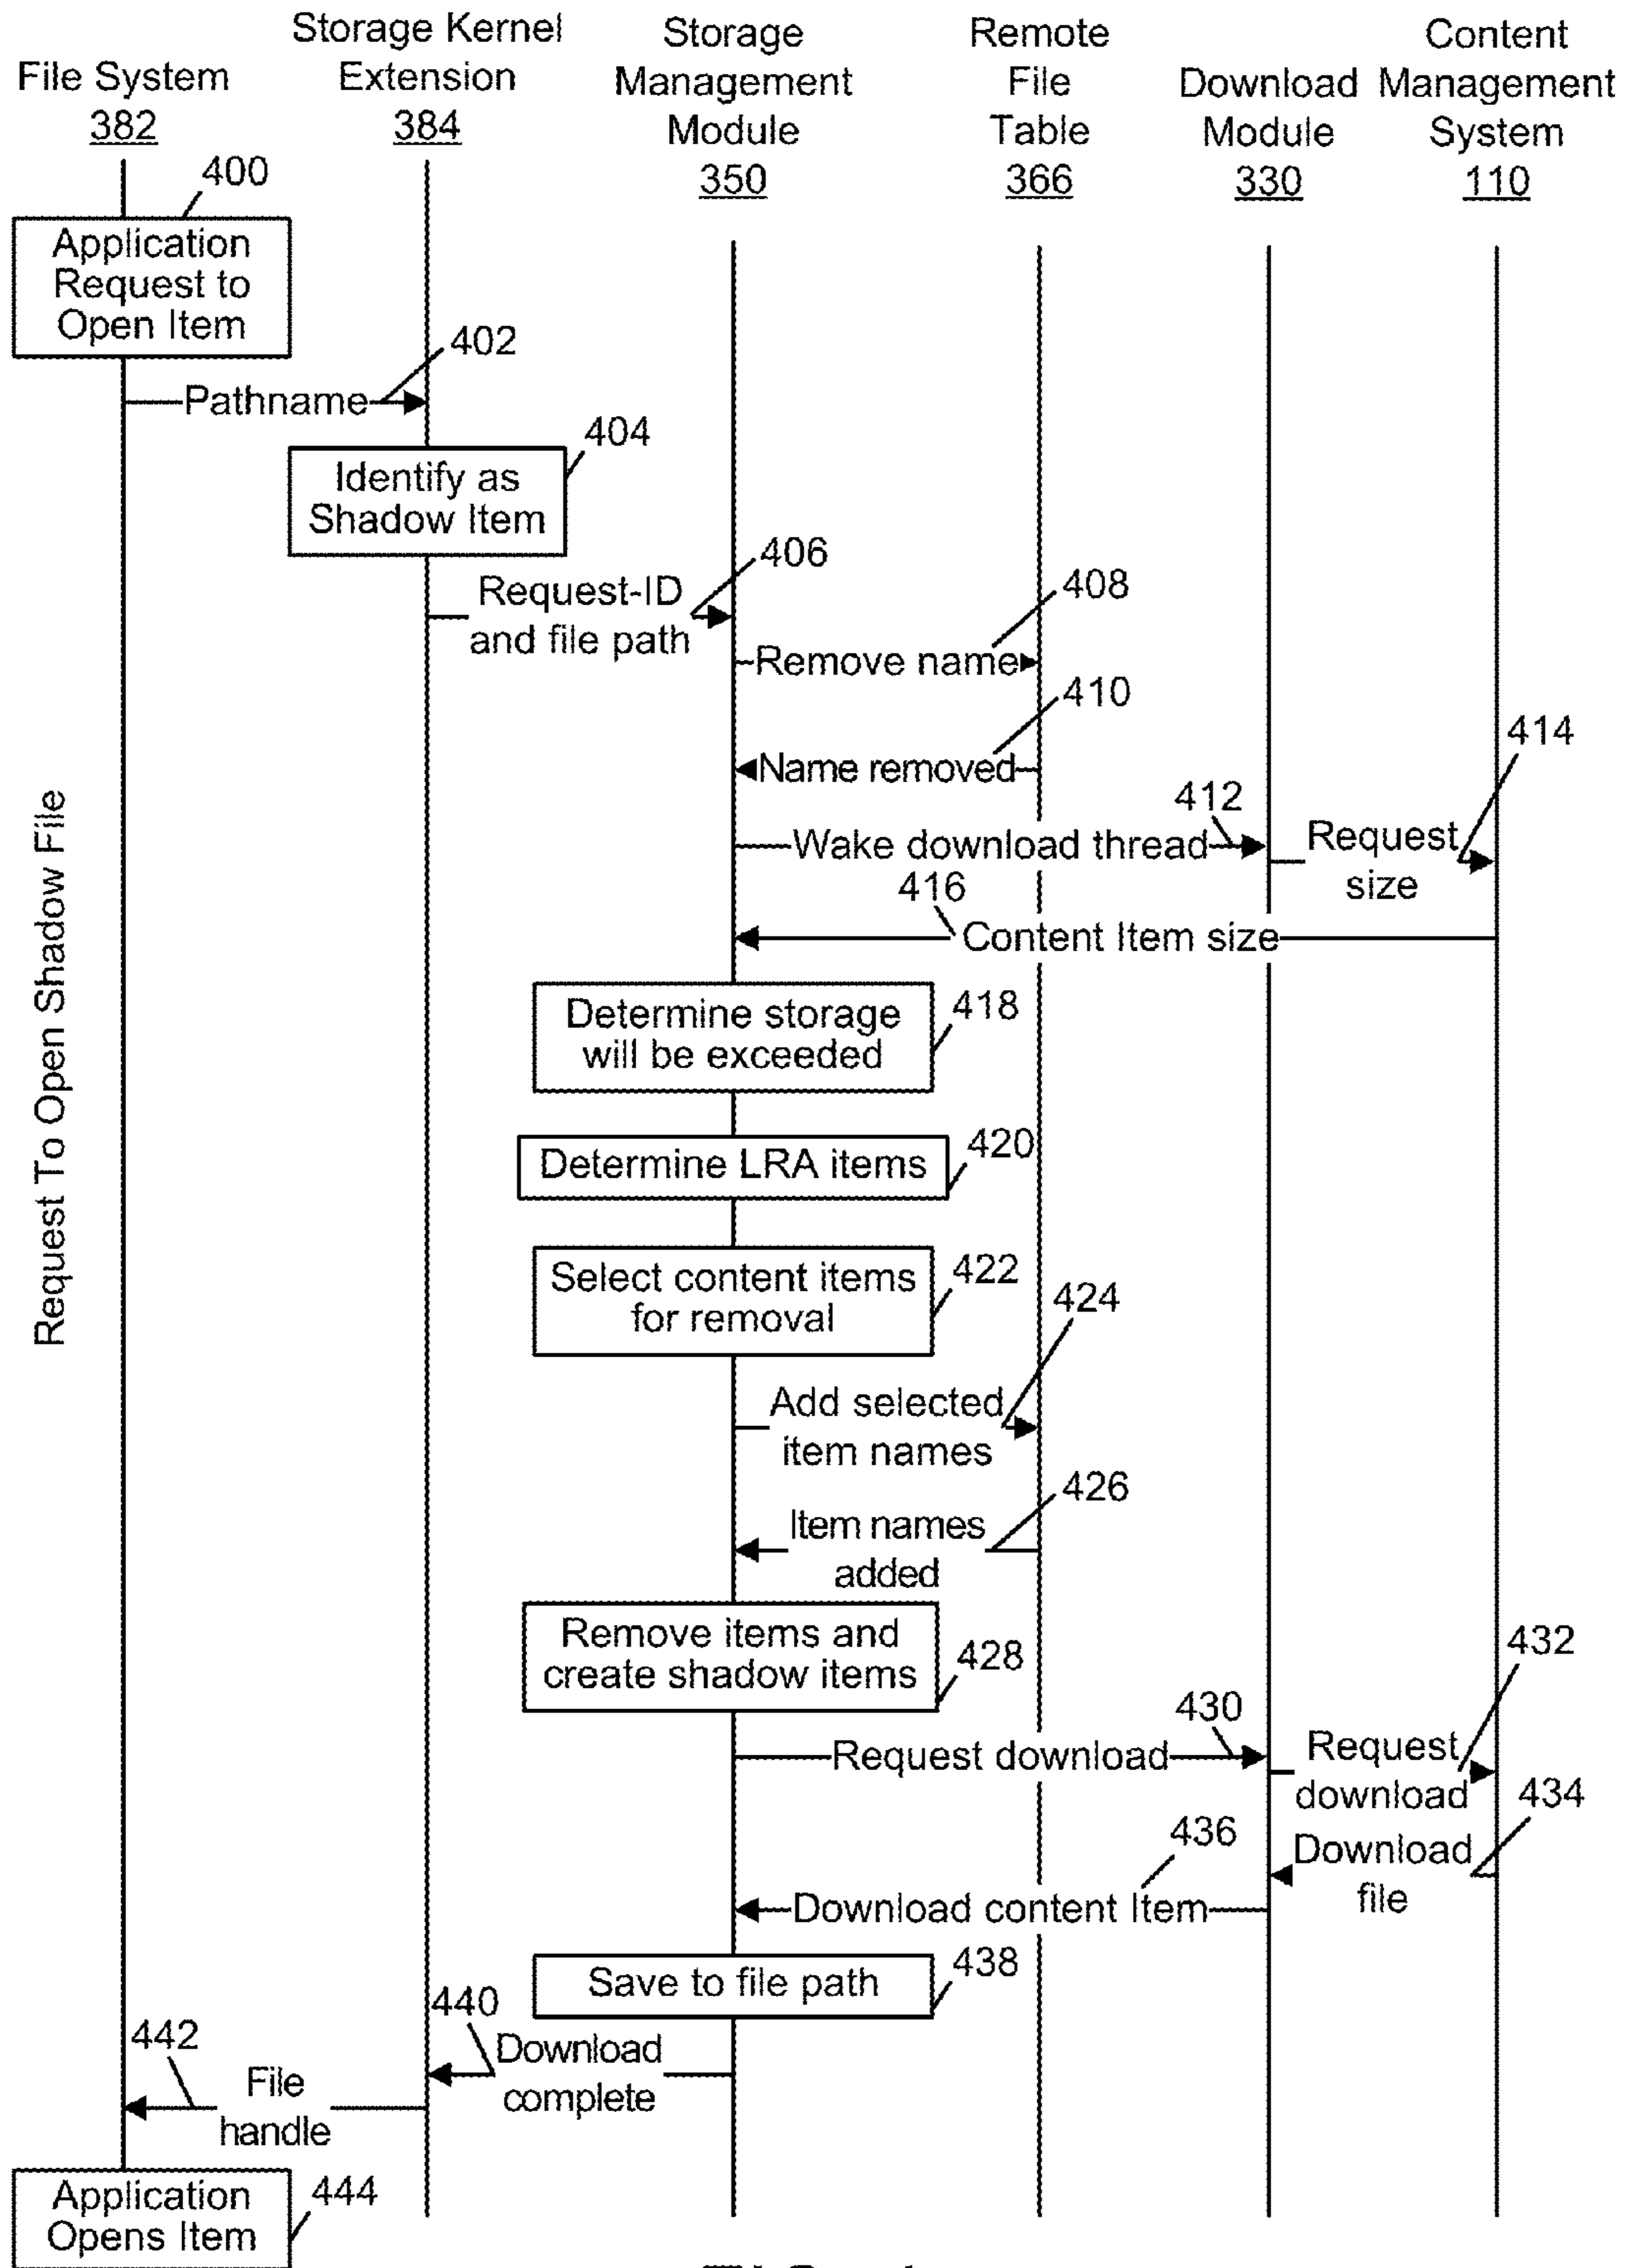 File System
382
Storage Kernel
Extension
384
Storage
Management
Module
350
Remote
File
Table
366
Download
Module
330
Content
Management
System
110
400
Application
Request to
Open Item
402
Pathname
404
Identify as
Shadow Item
406
Request-ID
and file path
408
Remove name
410
Name removed
412
Wake download thread
414
Request
size
416
Content Item size
Request To Open Shadow File
Determine storage
will be exceeded
418
Determine LRA items
420
Select content items
for removal
422
424
Add selected
item names
426
Item names
added
Remove items and
create shadow items
428
430
Request download
432
Request
download
434
Download
file
436
Download content Item
Save to file path
438
440
Download
complete
442
File
handle
Application
Opens Item
444